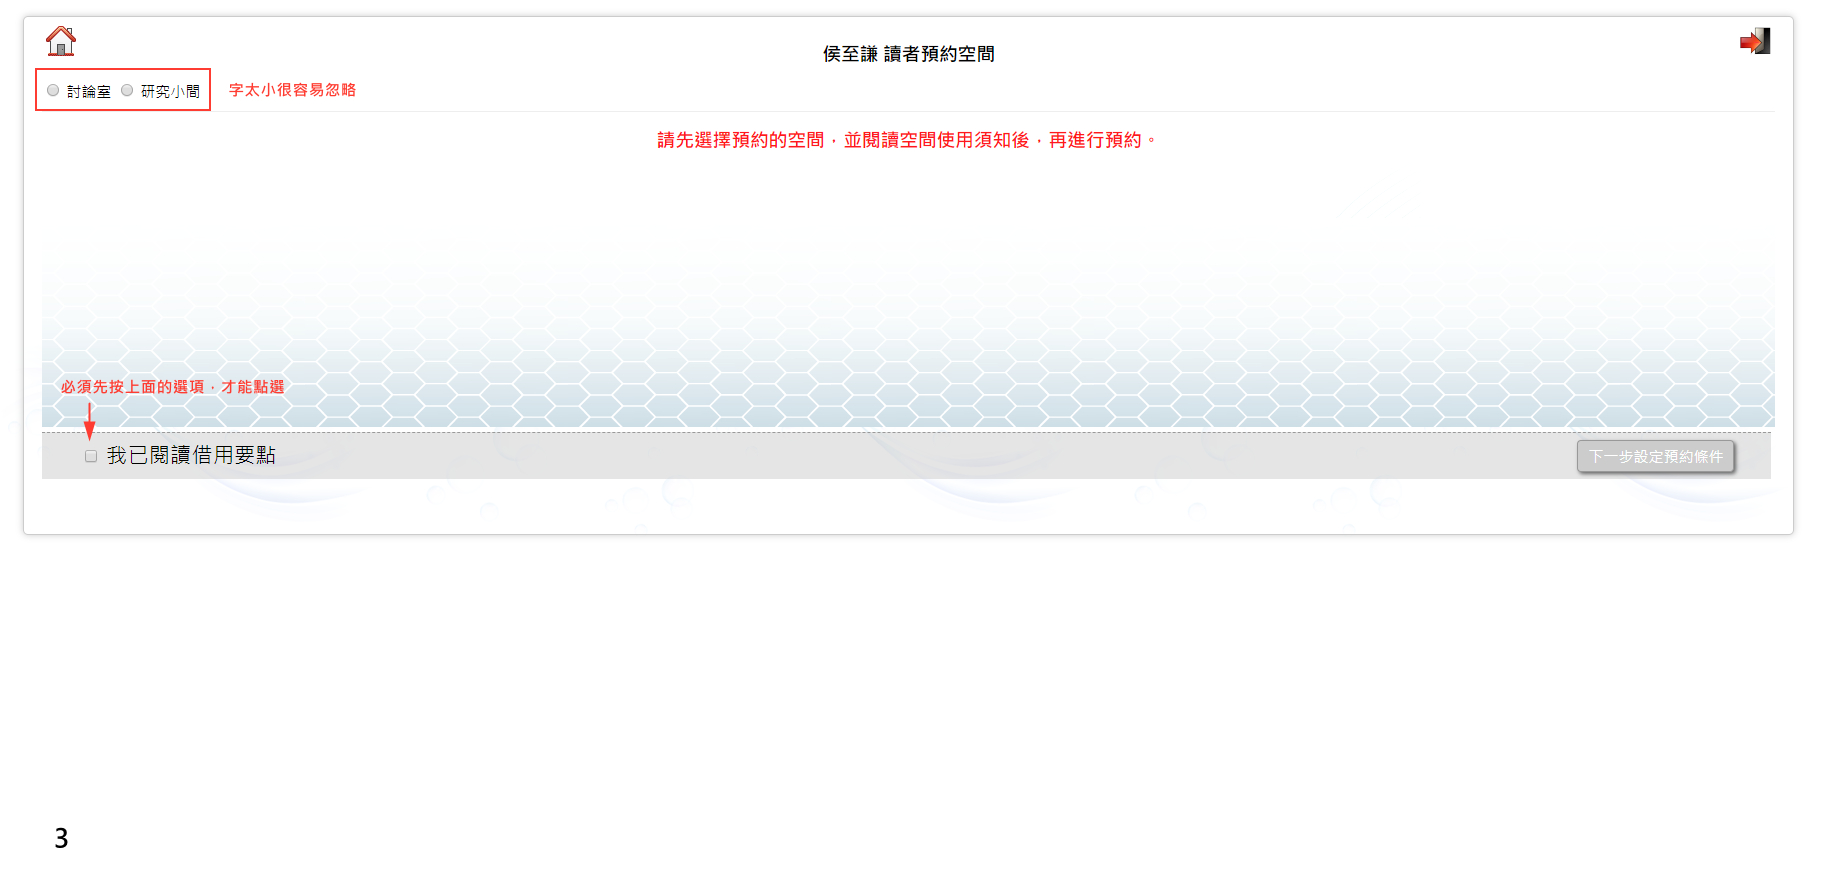 侯至謙 讀者預約空間
討論室 研究小間 字太小很容易忽略
請先選擇預約的空間，並閱讀空間使用須知後，再進行預約。
必須先按上面的選項，才能點選
我已閱讀借用要點 下一步設定預約條件
3